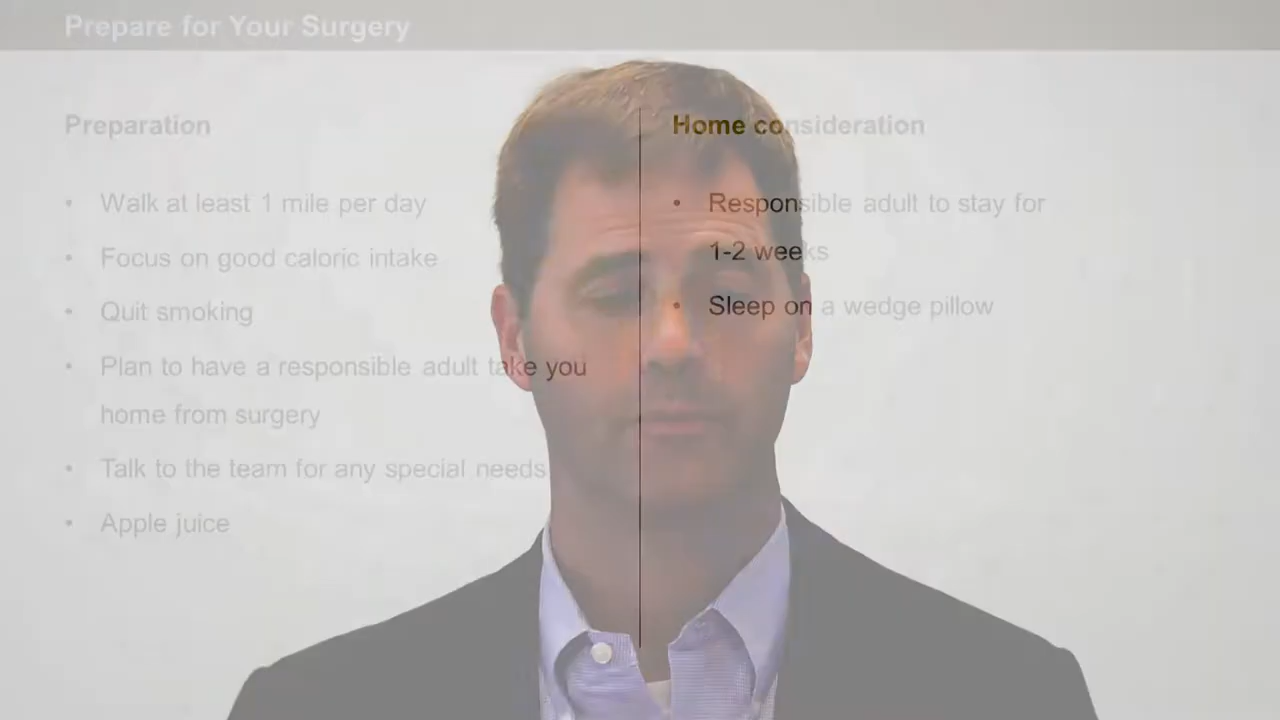 Prepare for Your Surgery
Preparation
• Walk at least 1 mile per day
• Focus on good caloric intake
• Quit smoking
• Plan to have a responsible adult take you
home from surgery
• Talk to the team for any special needs
• Apple juice
Home consideration
• Responsible adult to stay for
1-2 weeks
• Sleep on a wedge pillow